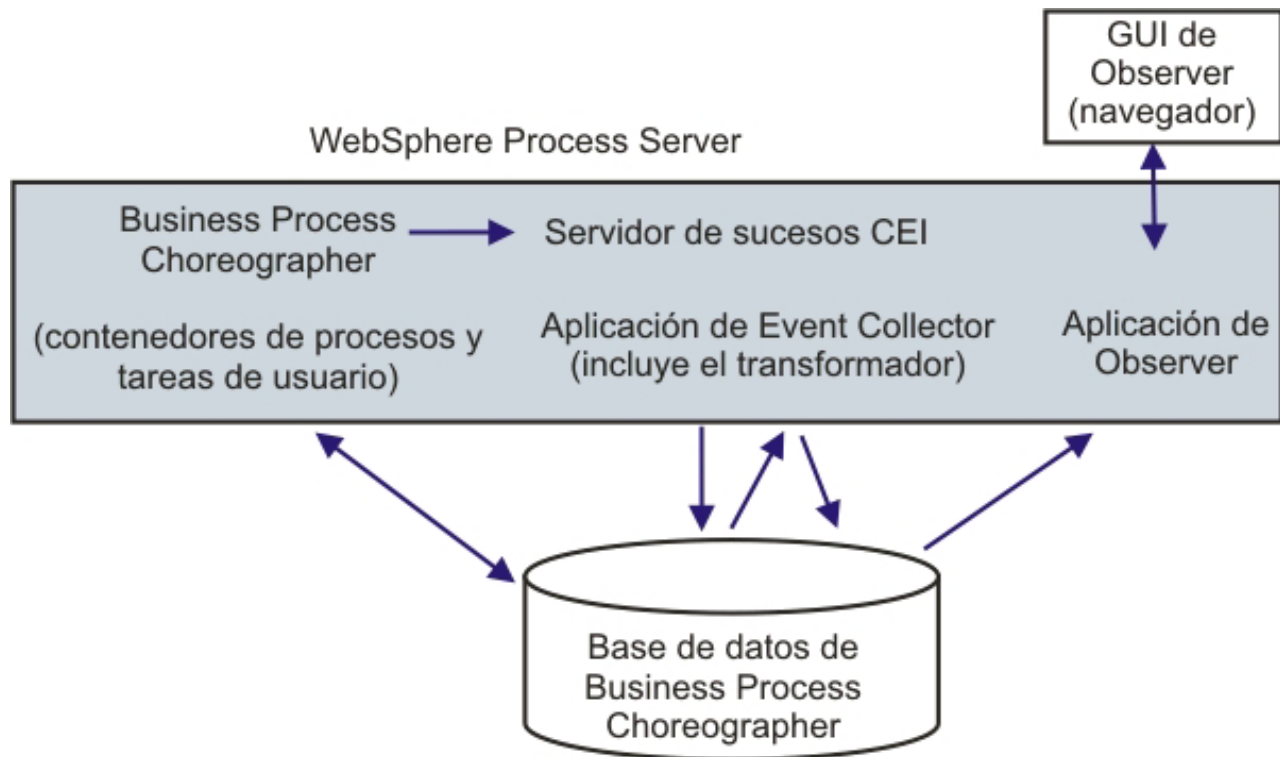 GUI de
Observer
(navegador)
WebSphere Process Server
Business Process
Choreographer
(contenedores de procesos y
tareas de usuario)
Servidor de sucesos CEI
Aplicación de Event Collector
(incluye el transformador)
Aplicación de
Observer
Base de datos de
Business Process
Choreographer